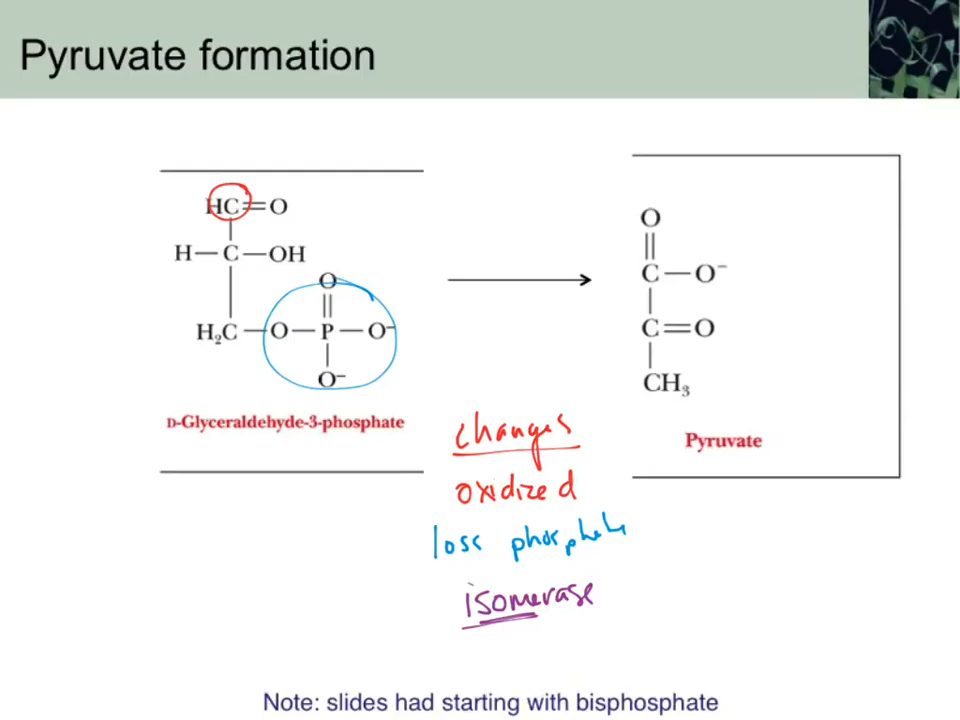 Pyruvate formation
HC=O
H—C—OH
O
H₂C—O—P—O⁻
O⁻
D-Glyceraldehyde-3-phosphate
O
C—O⁻
C=O
CH₃
Pyruvate
changes
oxidized
loss phosphate
isomerase
Note: slides had starting with bisphosphate